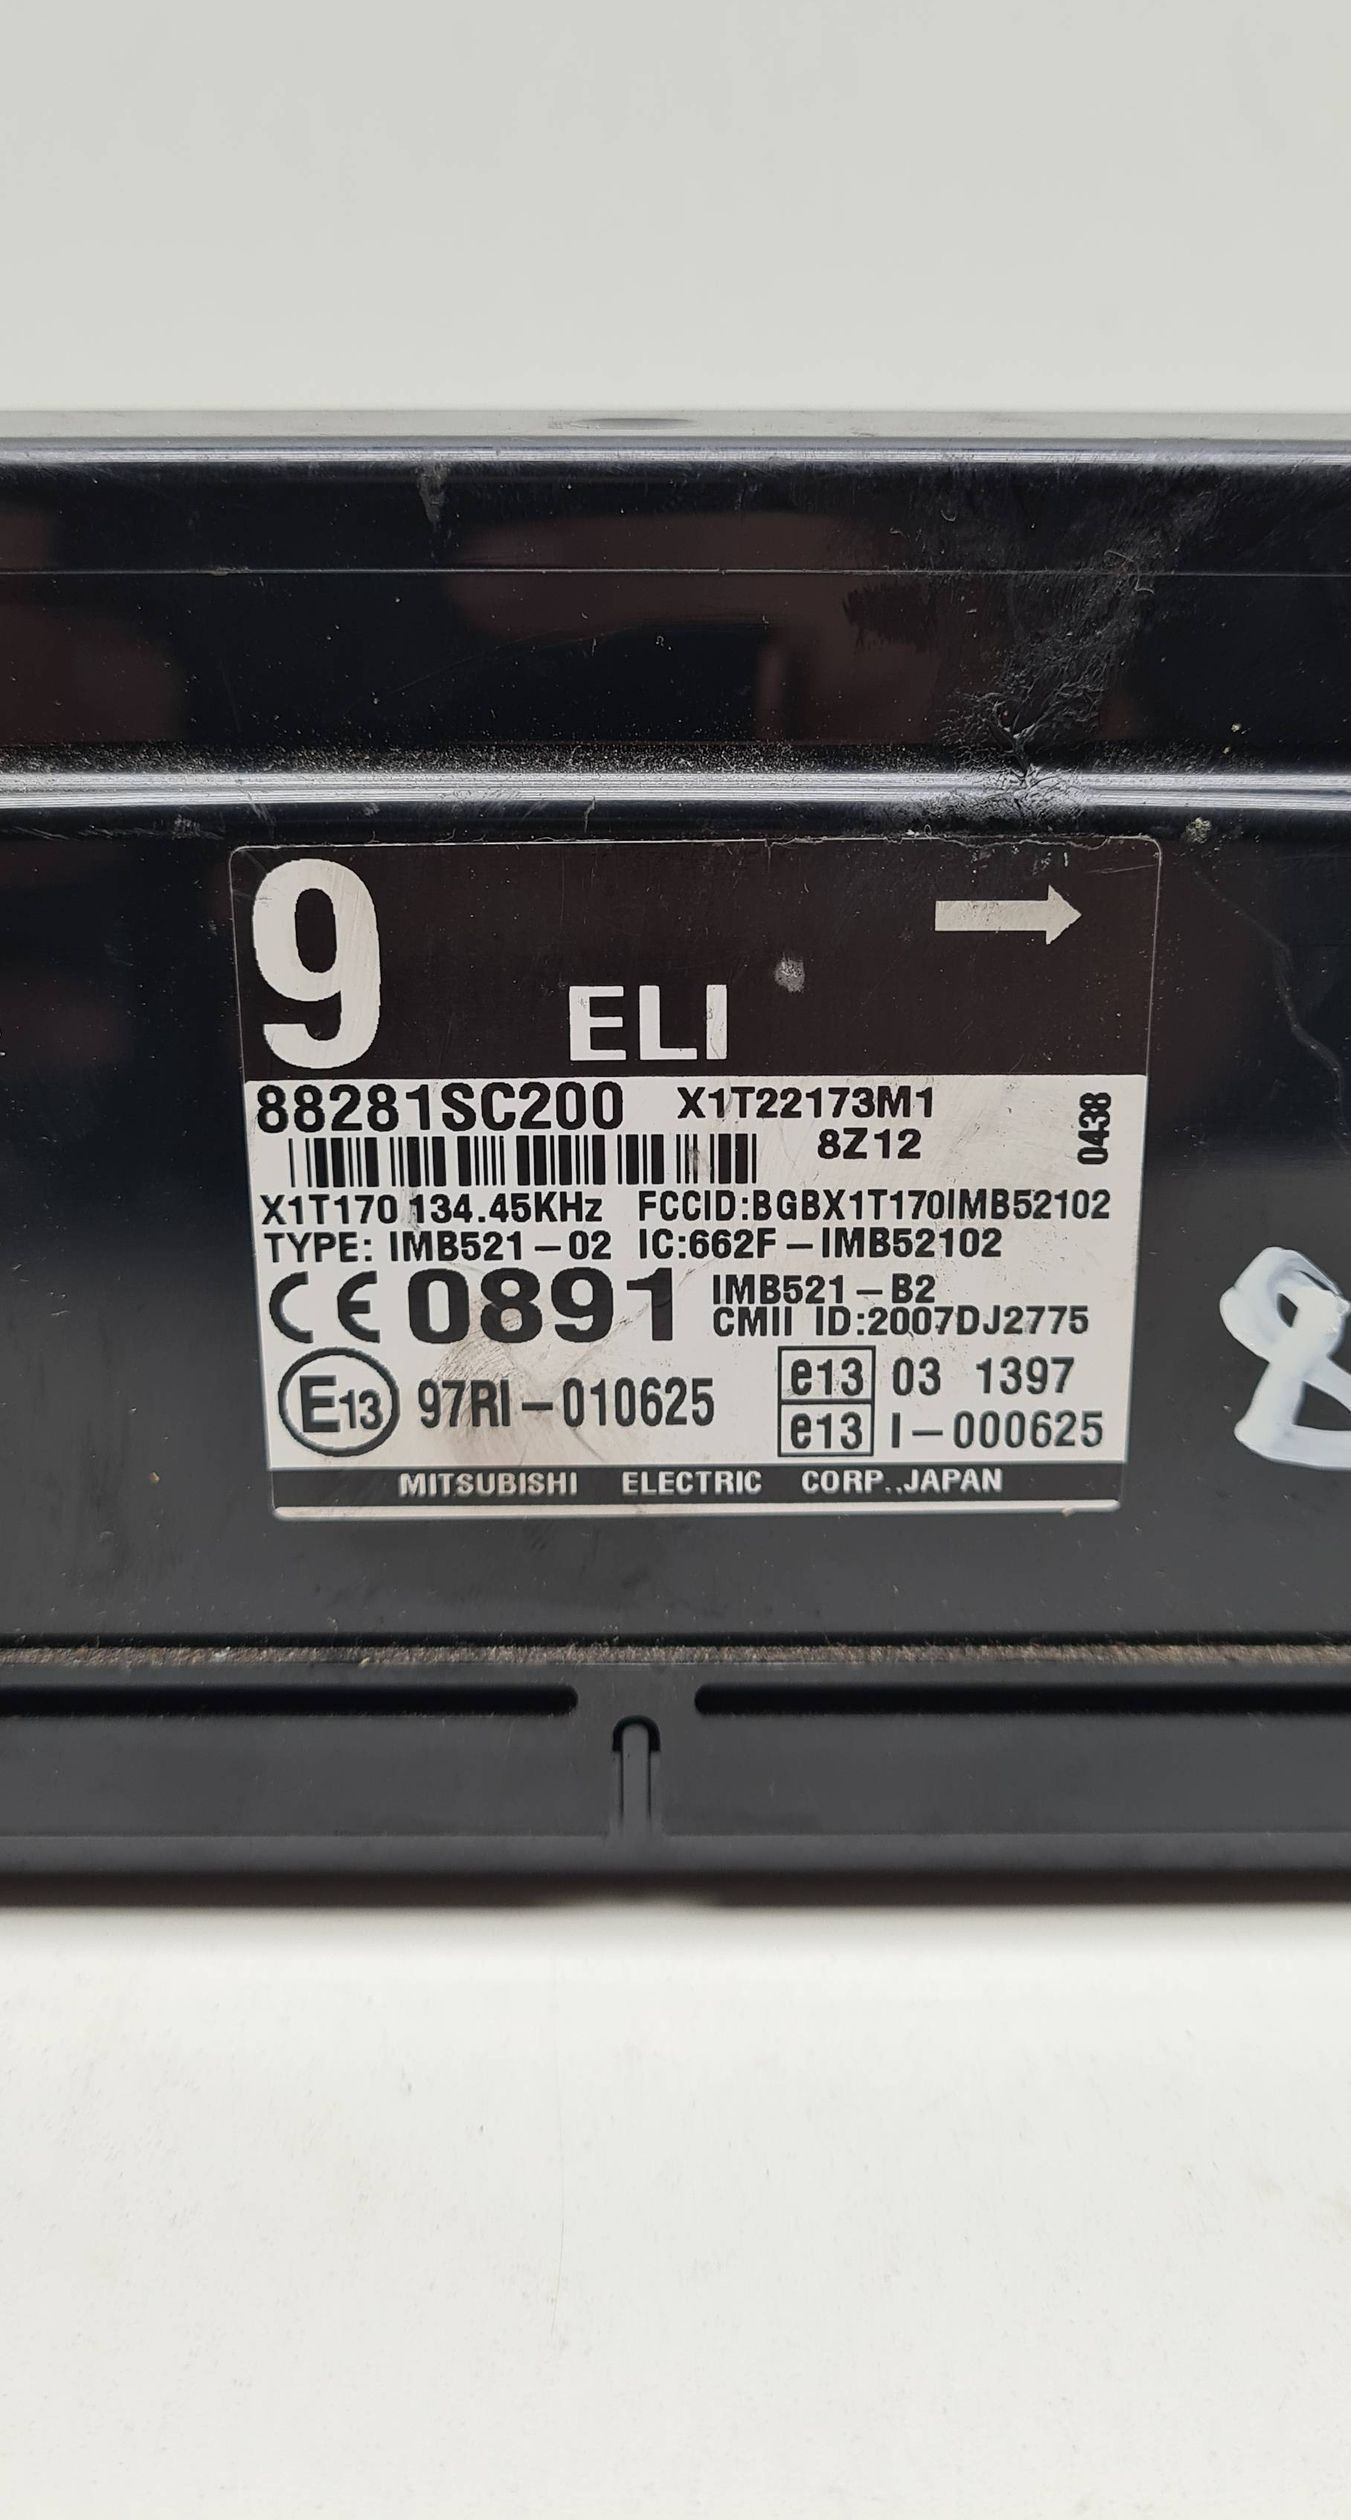 9
ELI
88281SC200 X1T22173M1
8Z12
0438
X1T170 134.45KHz FCCID:BGBX1T170IMB52102
TYPE: IMB521-02 IC:662F-IMB52102
CE 0891 IMB521-B2
CMII ID:2007DJ2775
E13 97RI-010625
e13 03 1397
e13 I-000625
MITSUBISHI ELECTRIC CORP.,JAPAN